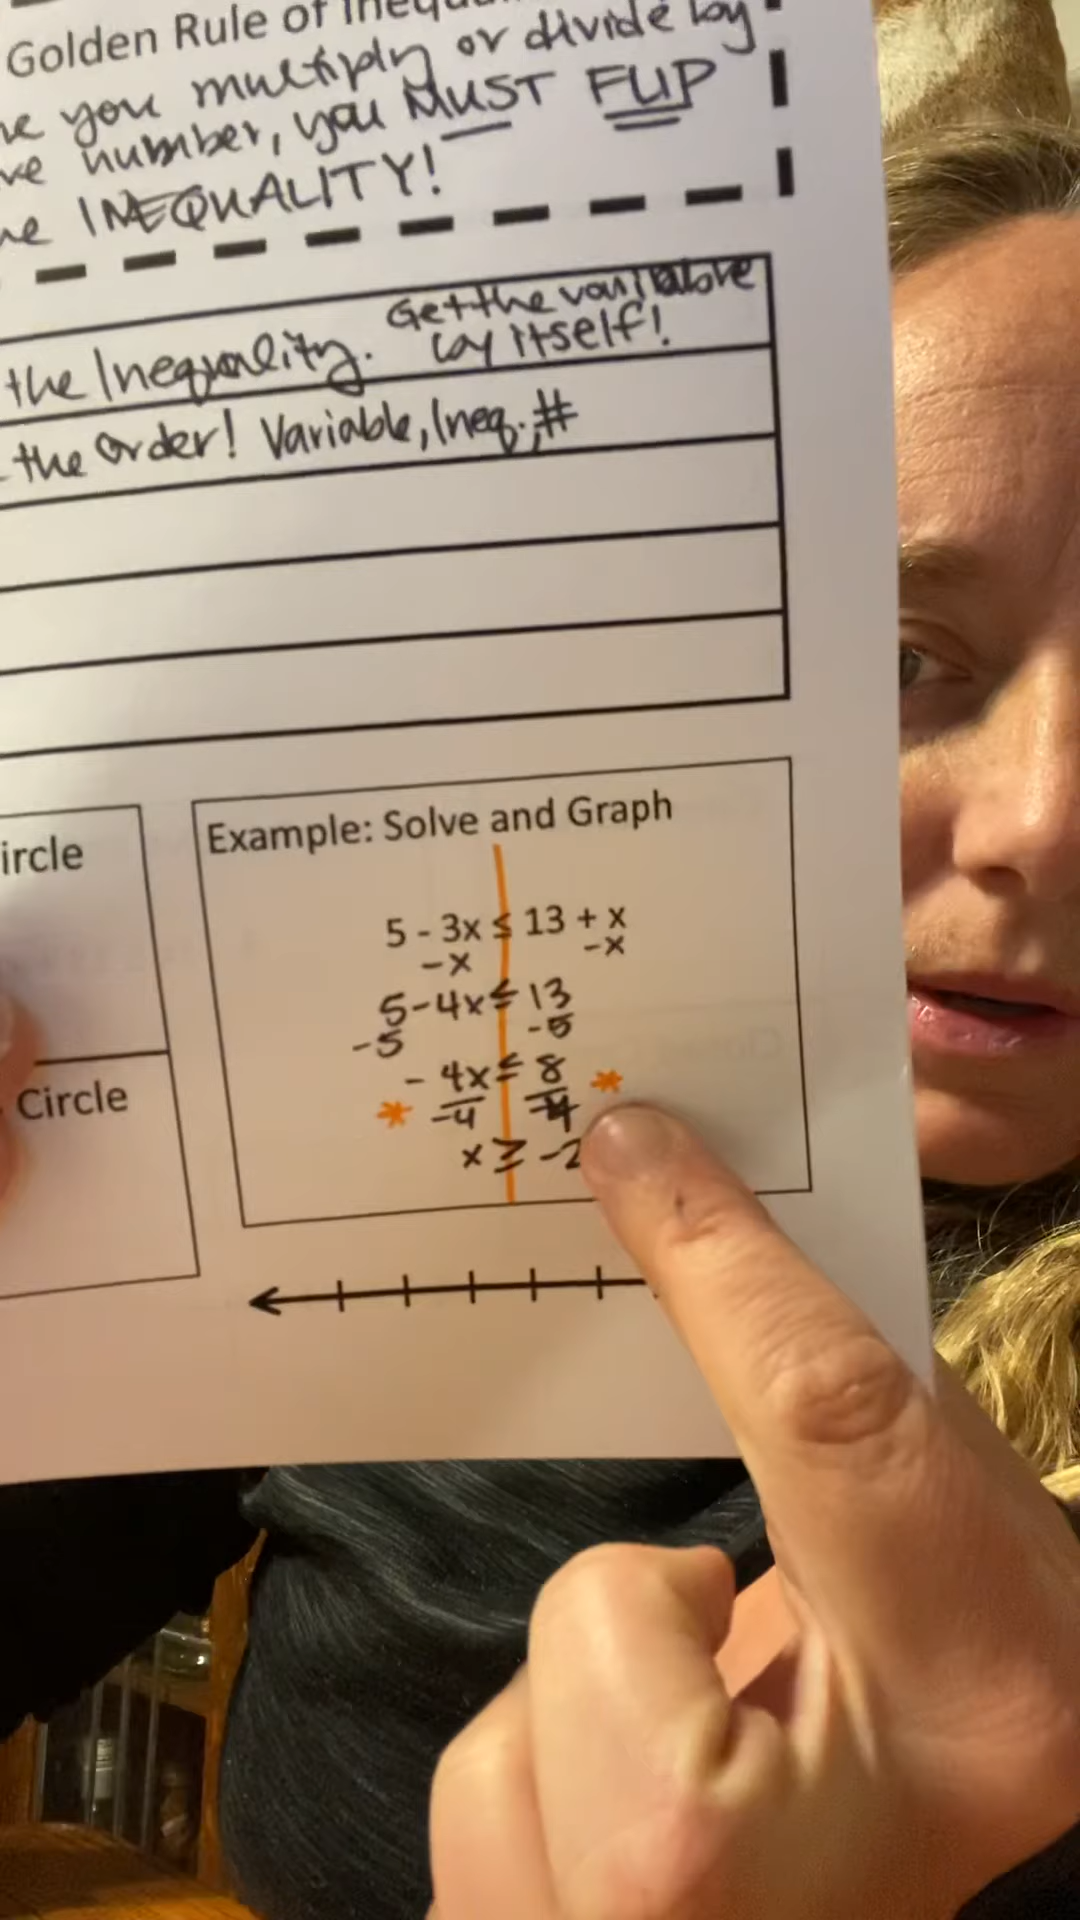 Golden Rule of
you multiply or divide by
number, you MUST FLIP
INEQUALITY!
the Inequality. Get the variable
by itself!
the order! Variable, Ineq., #
Example: Solve and Graph
5 - 3x ≤ 13 + x
-x -x
5-4x ≤ 13
-5 -5
- 4x ≤ 8
* -4 -4 *
x ≥ -2
Circle